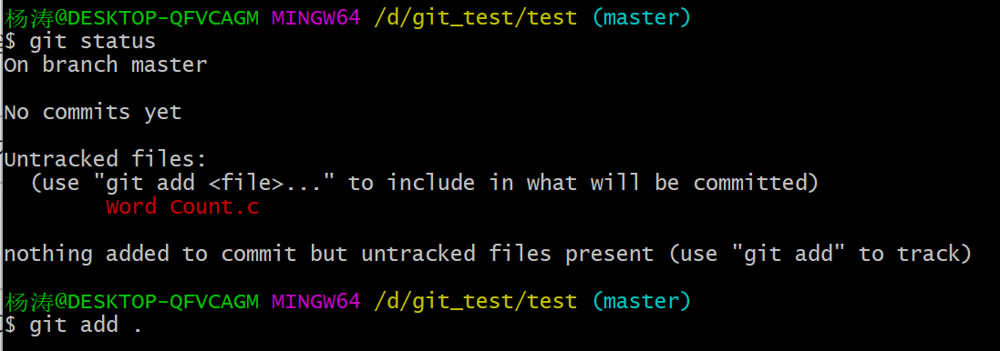 杨涛@DESKTOP-QFVCAGM MINGW64 /d/git_test/test (master)
$ git status
On branch master
No commits yet
Untracked files:
(use "git add <file>..." to include in what will be committed)
Word Count.c
nothing added to commit but untracked files present (use "git add" to track)
杨涛@DESKTOP-QFVCAGM MINGW64 /d/git_test/test (master)
$ git add .